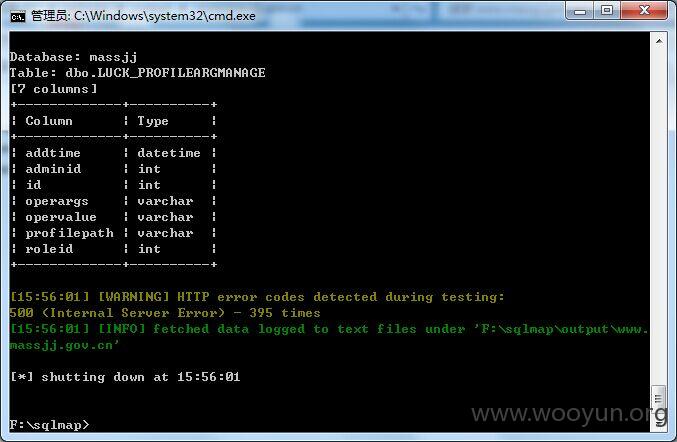 管理员: C:\Windows\system32\cmd.exe
Database: massjj
Table: dbo.LUCK_PROFILEARGMANAGE
[7 columns]
+-------------+----------+
| Column | Type |
+-------------+----------+
| addtime | datetime |
| adminid | int |
| id | int |
| operargs | varchar |
| opervalue | varchar |
| profilepath | varchar |
| roleid | int |
+-------------+----------+
[15:56:01] [WARNING] HTTP error codes detected during testing:
500 (Internal Server Error) - 395 times
[15:56:01] [INFO] fetched data logged to text files under 'F:\sqlmap\output\www.
massjj.gov.cn'
[*] shutting down at 15:56:01
F:\sqlmap>
www.wooyun.org